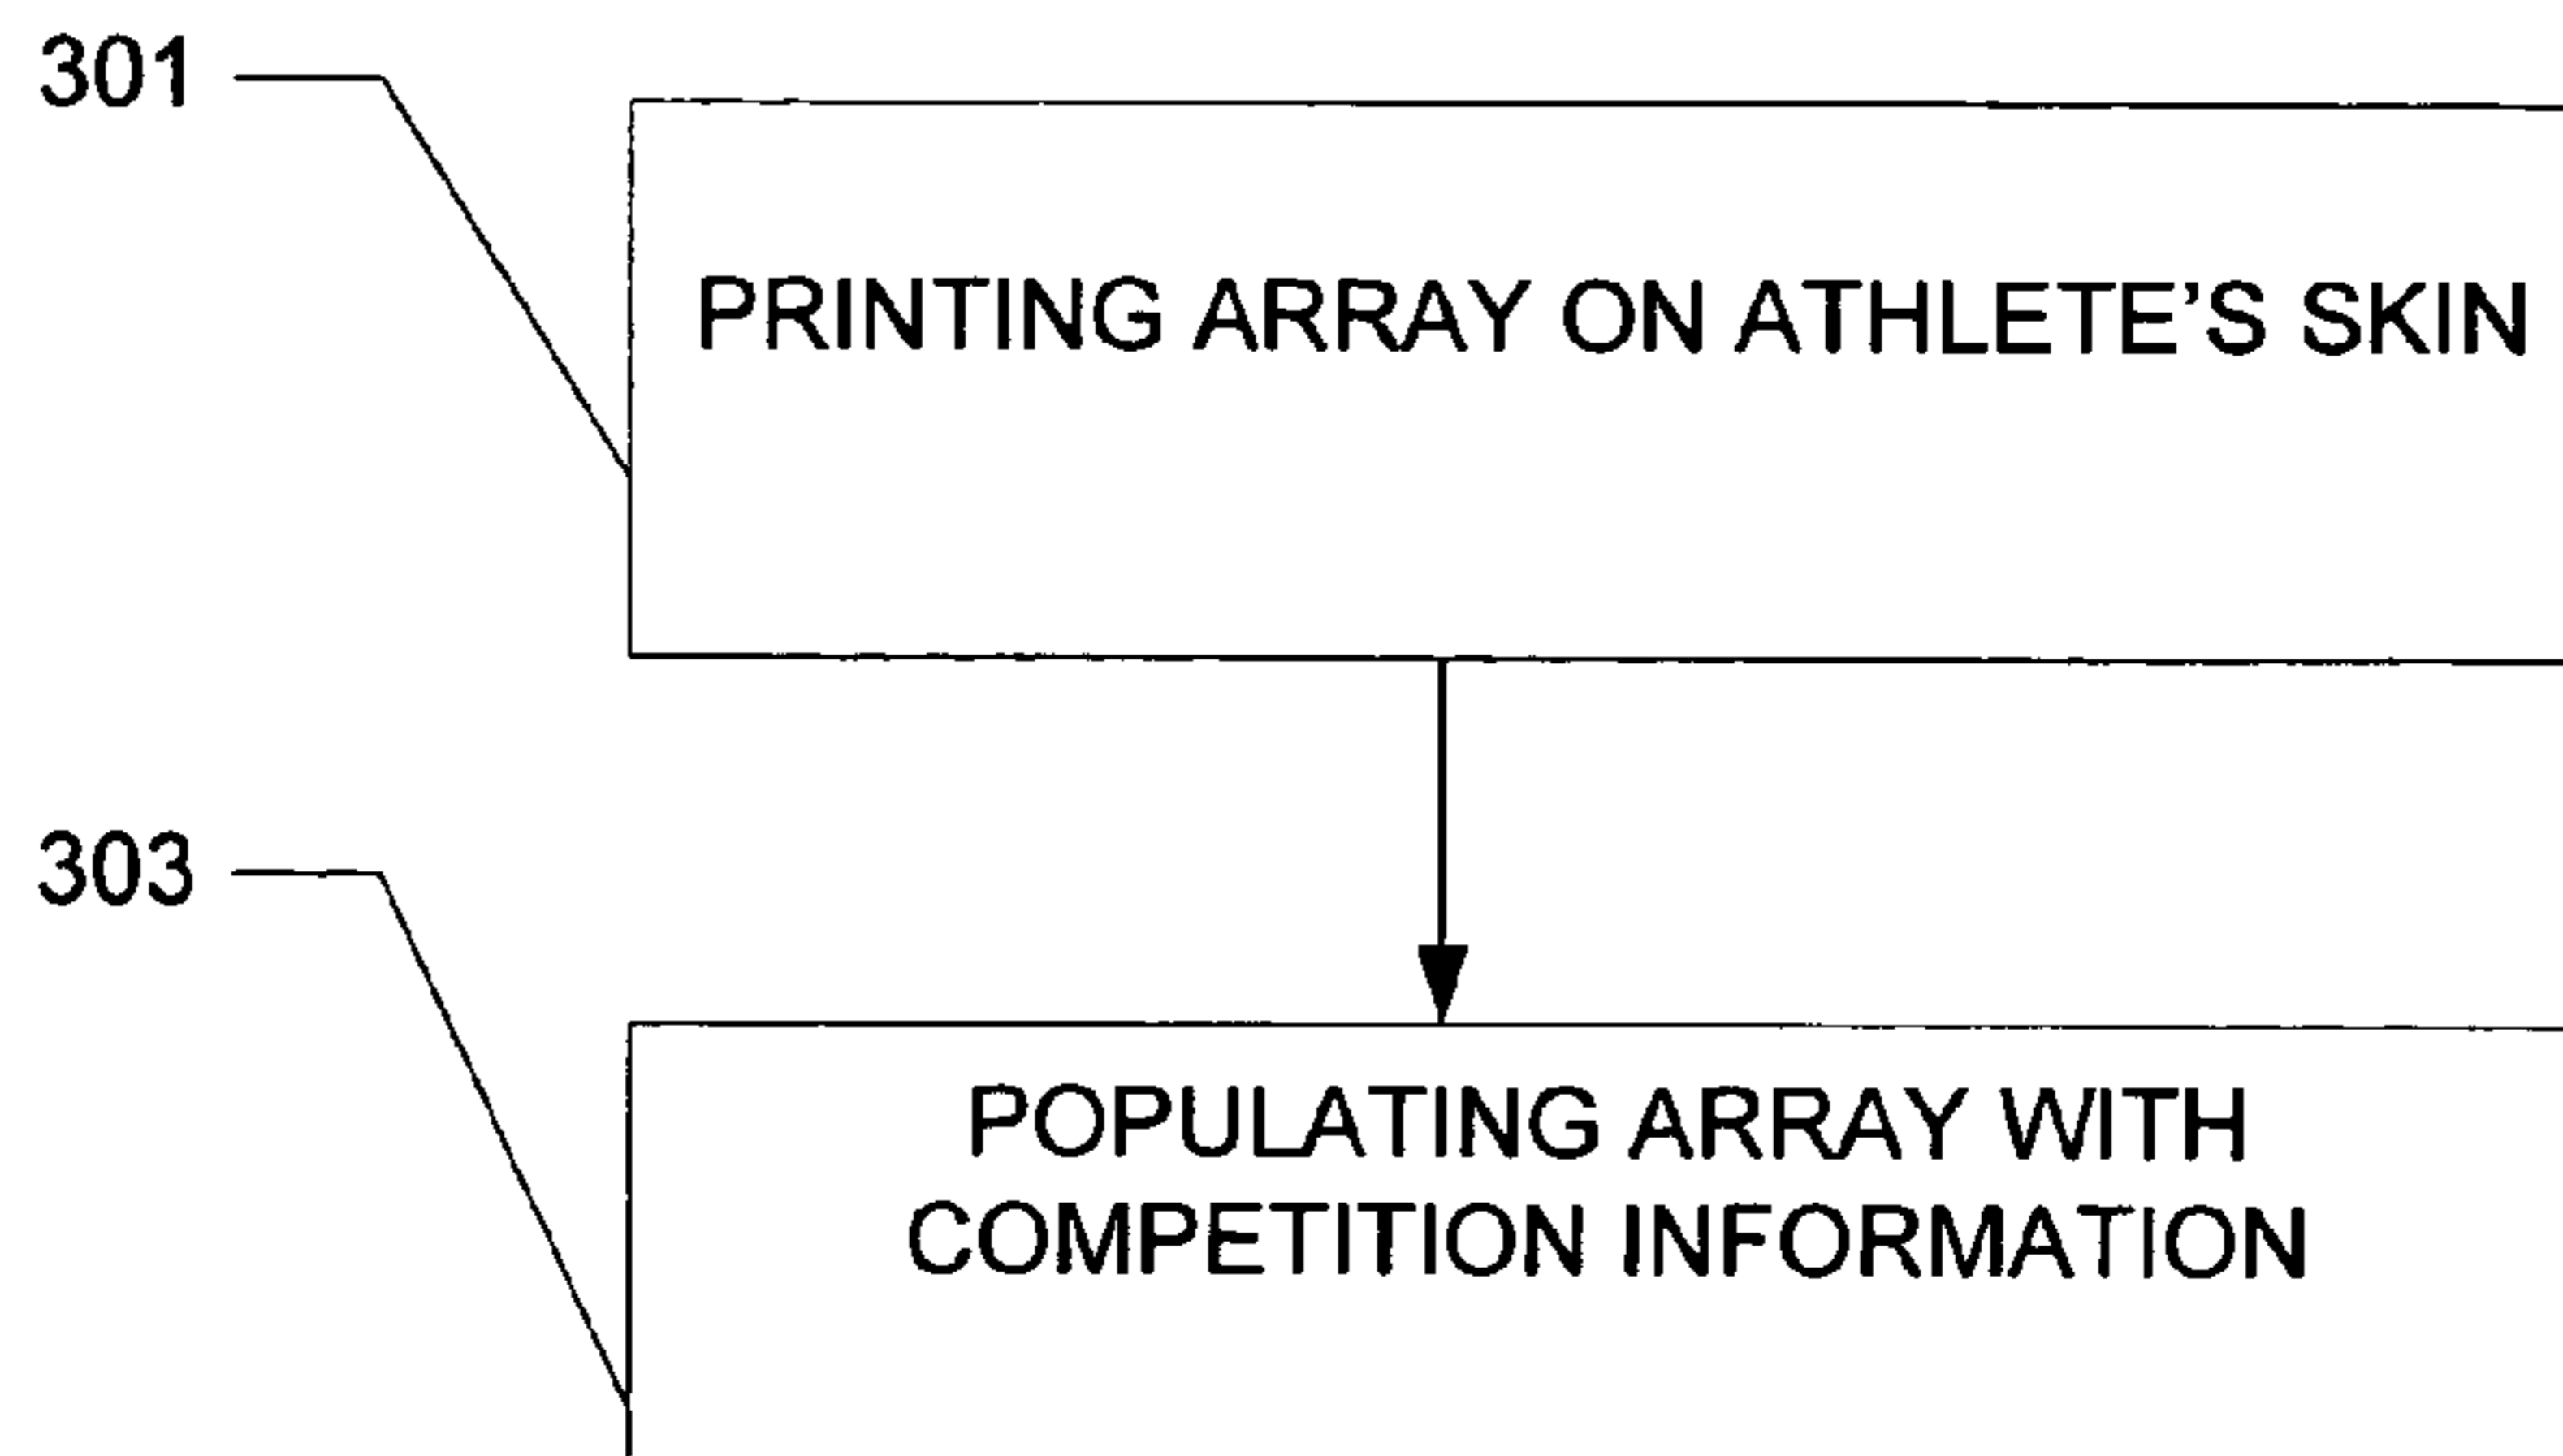 301
PRINTING ARRAY ON ATHLETE'S SKIN
303
POPULATING ARRAY WITH
COMPETITION INFORMATION